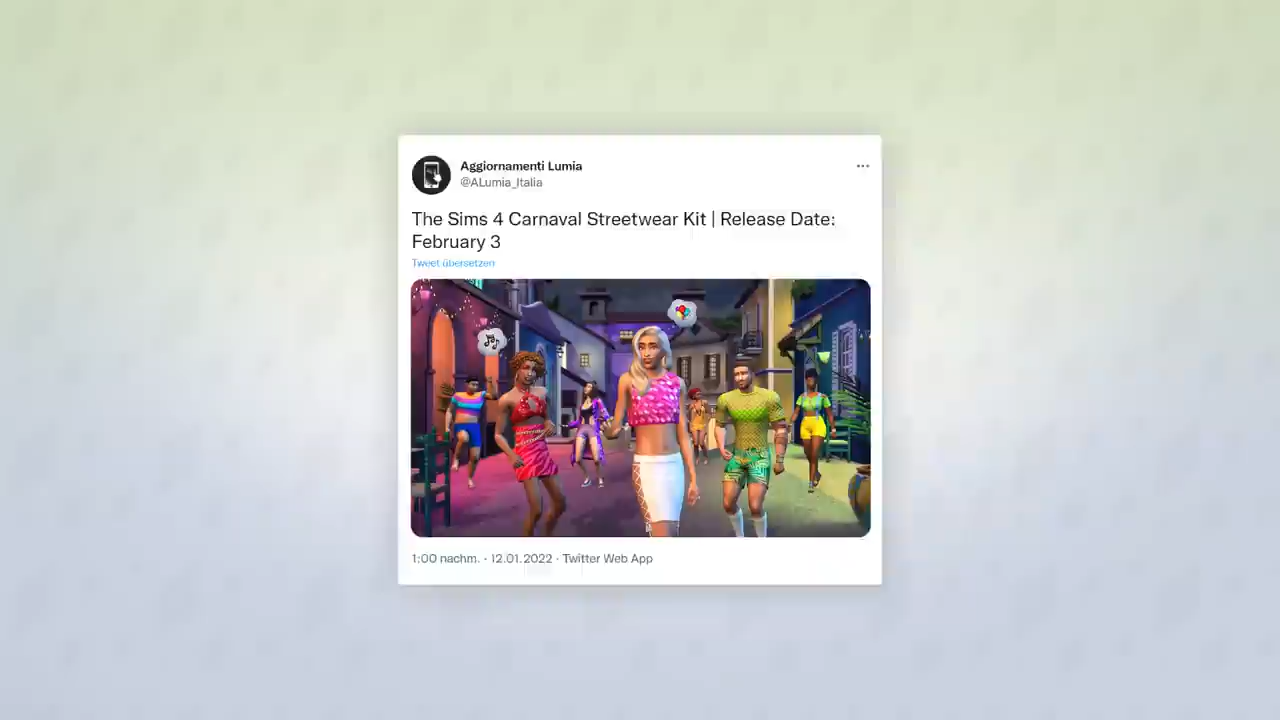 Aggiornamenti Lumia
@ALumia_Italia
The Sims 4 Carnaval Streetwear Kit | Release Date:
February 3
Tweet übersetzen
1:00 nachm. · 12.01.2022 · Twitter Web App